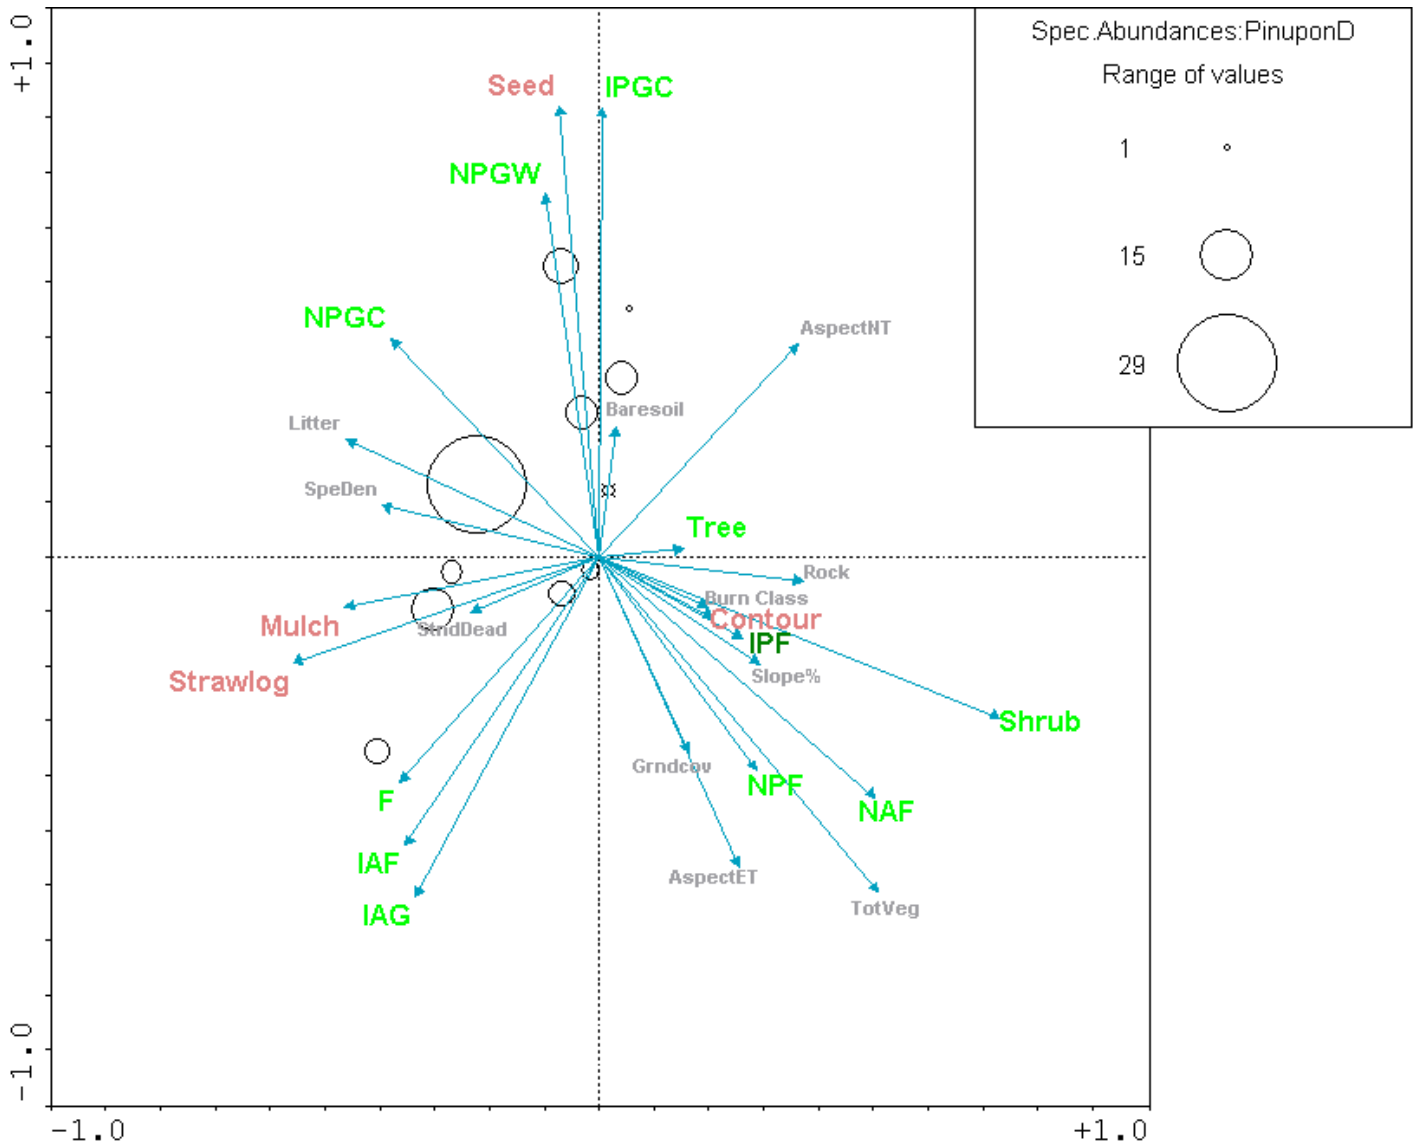 +1.0
Spec.Abundances:PinuponD
Range of values
1
15
29
Seed
IPGC
NPGW
NPGC
AspectNT
Litter
Baresoil
SpeDen
Tree
Rock
Burn Class
Contour
Mulch
StndDead
IPF
Slope%
Strawlog
Shrub
Grndcov
NPF
F
NAF
IAF
AspectET
IAG
TotVeg
-1.0
-1.0
+1.0